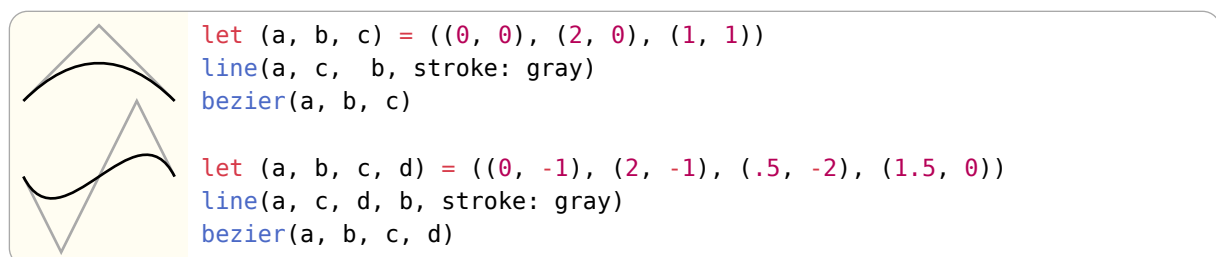 let (a, b, c) = ((0, 0), (2, 0), (1, 1))
line(a, c,  b, stroke: gray)
bezier(a, b, c)
let (a, b, c, d) = ((0, -1), (2, -1), (.5, -2), (1.5, 0))
line(a, c, d, b, stroke: gray)
bezier(a, b, c, d)